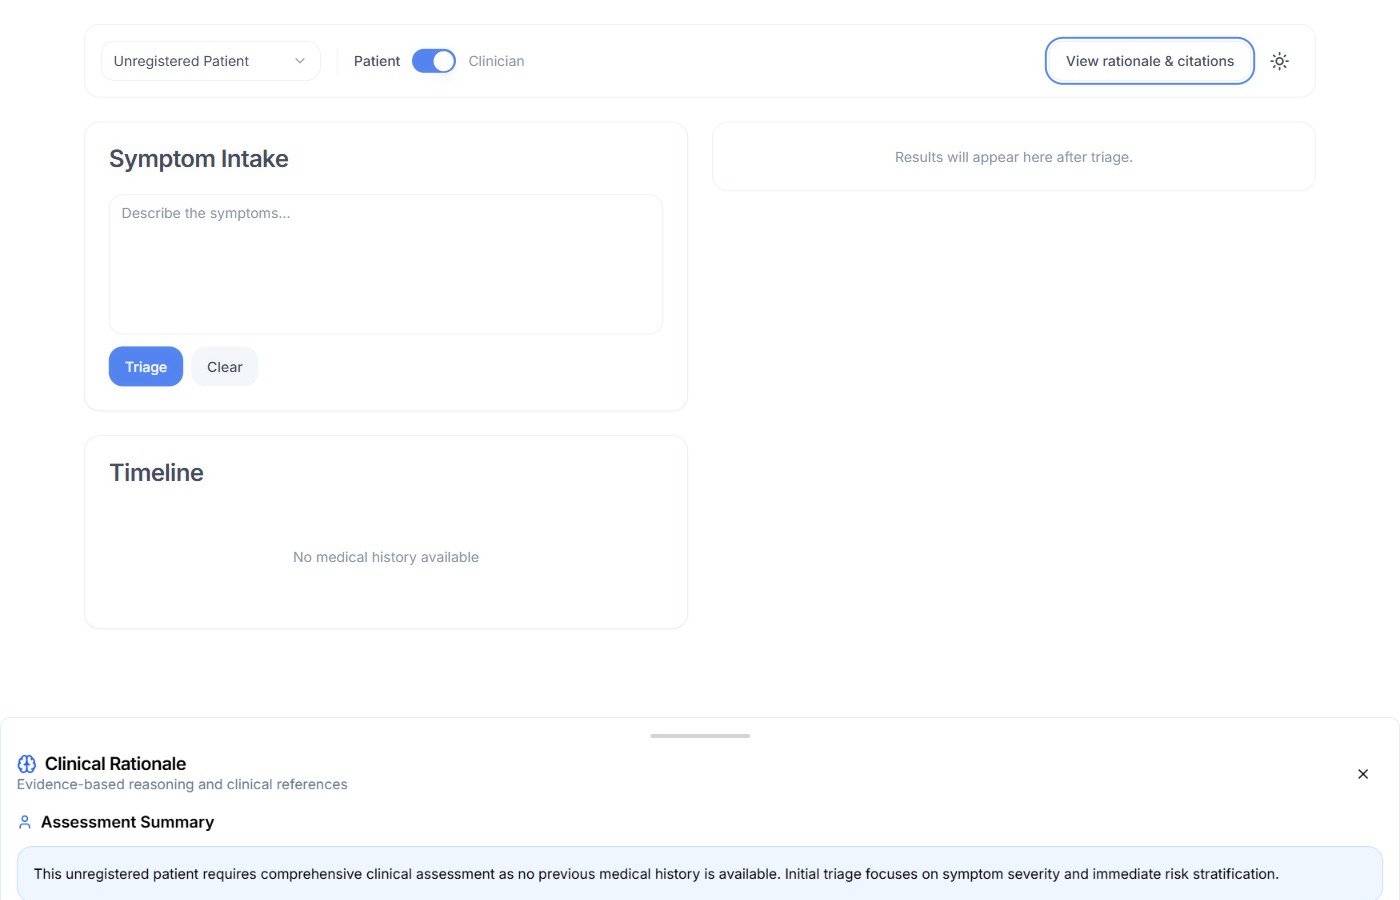 Unregistered Patient
Patient
Clinician
View rationale & citations
Symptom Intake
Describe the symptoms...
Triage
Clear
Results will appear here after triage.
Timeline
No medical history available
Clinical Rationale
Evidence-based reasoning and clinical references
Assessment Summary
This unregistered patient requires comprehensive clinical assessment as no previous medical history is available. Initial triage focuses on symptom severity and immediate risk stratification.